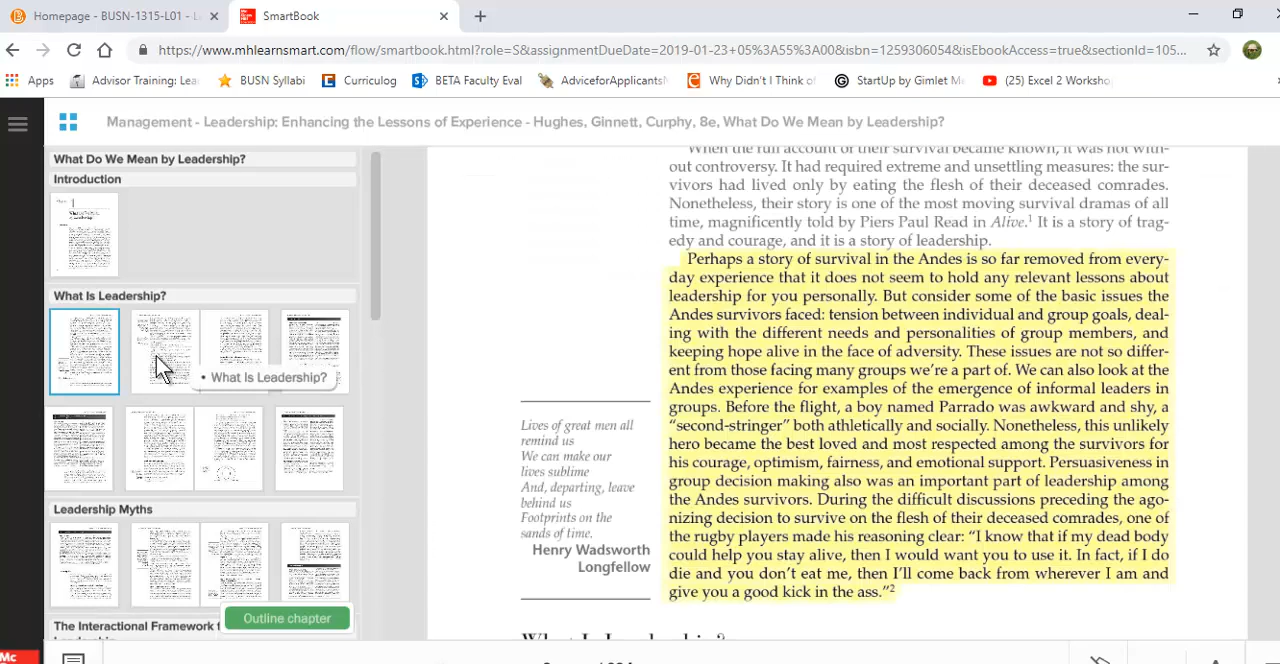 Homepage - BUSN-1315-L01 - Le
SmartBook
https://www.mhlearnsmart.com/flow/smartbook.html?role=S&assignmentDueDate=2019-01-23+05%3A55%3A00&isbn=1259306054&isEbookAccess=true&sectionId=105...
Apps
Advisor Training: Lea
BUSN Syllabi
Curriculog
BETA Faculty Eval
AdviceforApplicants
Why Didn't I Think of
StartUp by Gimlet Me
(25) Excel 2 Workshop
Management - Leadership: Enhancing the Lessons of Experience - Hughes, Ginnett, Curphy, 8e, What Do We Mean by Leadership?
What Do We Mean by Leadership?
Introduction
What Is Leadership?
• What Is Leadership?
Leadership Myths
Outline chapter
The Interactional Framework f
When the full account of their survival became known, it was not with-
out controversy. It had required extreme and unsettling measures: the sur-
vivors had lived only by eating the flesh of their deceased comrades.
Nonetheless, their story is one of the most moving survival dramas of all
time, magnificently told by Piers Paul Read in Alive.¹ It is a story of trag-
edy and courage, and it is a story of leadership.
Perhaps a story of survival in the Andes is so far removed from every-
day experience that it does not seem to hold any relevant lessons about
leadership for you personally. But consider some of the basic issues the
Andes survivors faced: tension between individual and group goals, deal-
ing with the different needs and personalities of group members, and
keeping hope alive in the face of adversity. These issues are not so differ-
ent from those facing many groups we're a part of. We can also look at the
Andes experience for examples of the emergence of informal leaders in
groups. Before the flight, a boy named Parrado was awkward and shy, a
“second-stringer” both athletically and socially. Nonetheless, this unlikely
hero became the best loved and most respected among the survivors for
his courage, optimism, fairness, and emotional support. Persuasiveness in
group decision making also was an important part of leadership among
the Andes survivors. During the difficult discussions preceding the ago-
nizing decision to survive on the flesh of their deceased comrades, one of
the rugby players made his reasoning clear: “I know that if my dead body
could help you stay alive, then I would want you to use it. In fact, if I do
die and you don't eat me, then I'll come back from wherever I am and
give you a good kick in the ass.”²
Lives of great men all
remind us
We can make our
lives sublime
And, departing, leave
behind us
Footprints on the
sands of time.
Henry Wadsworth
Longfellow
What Is Leadership?
Mc